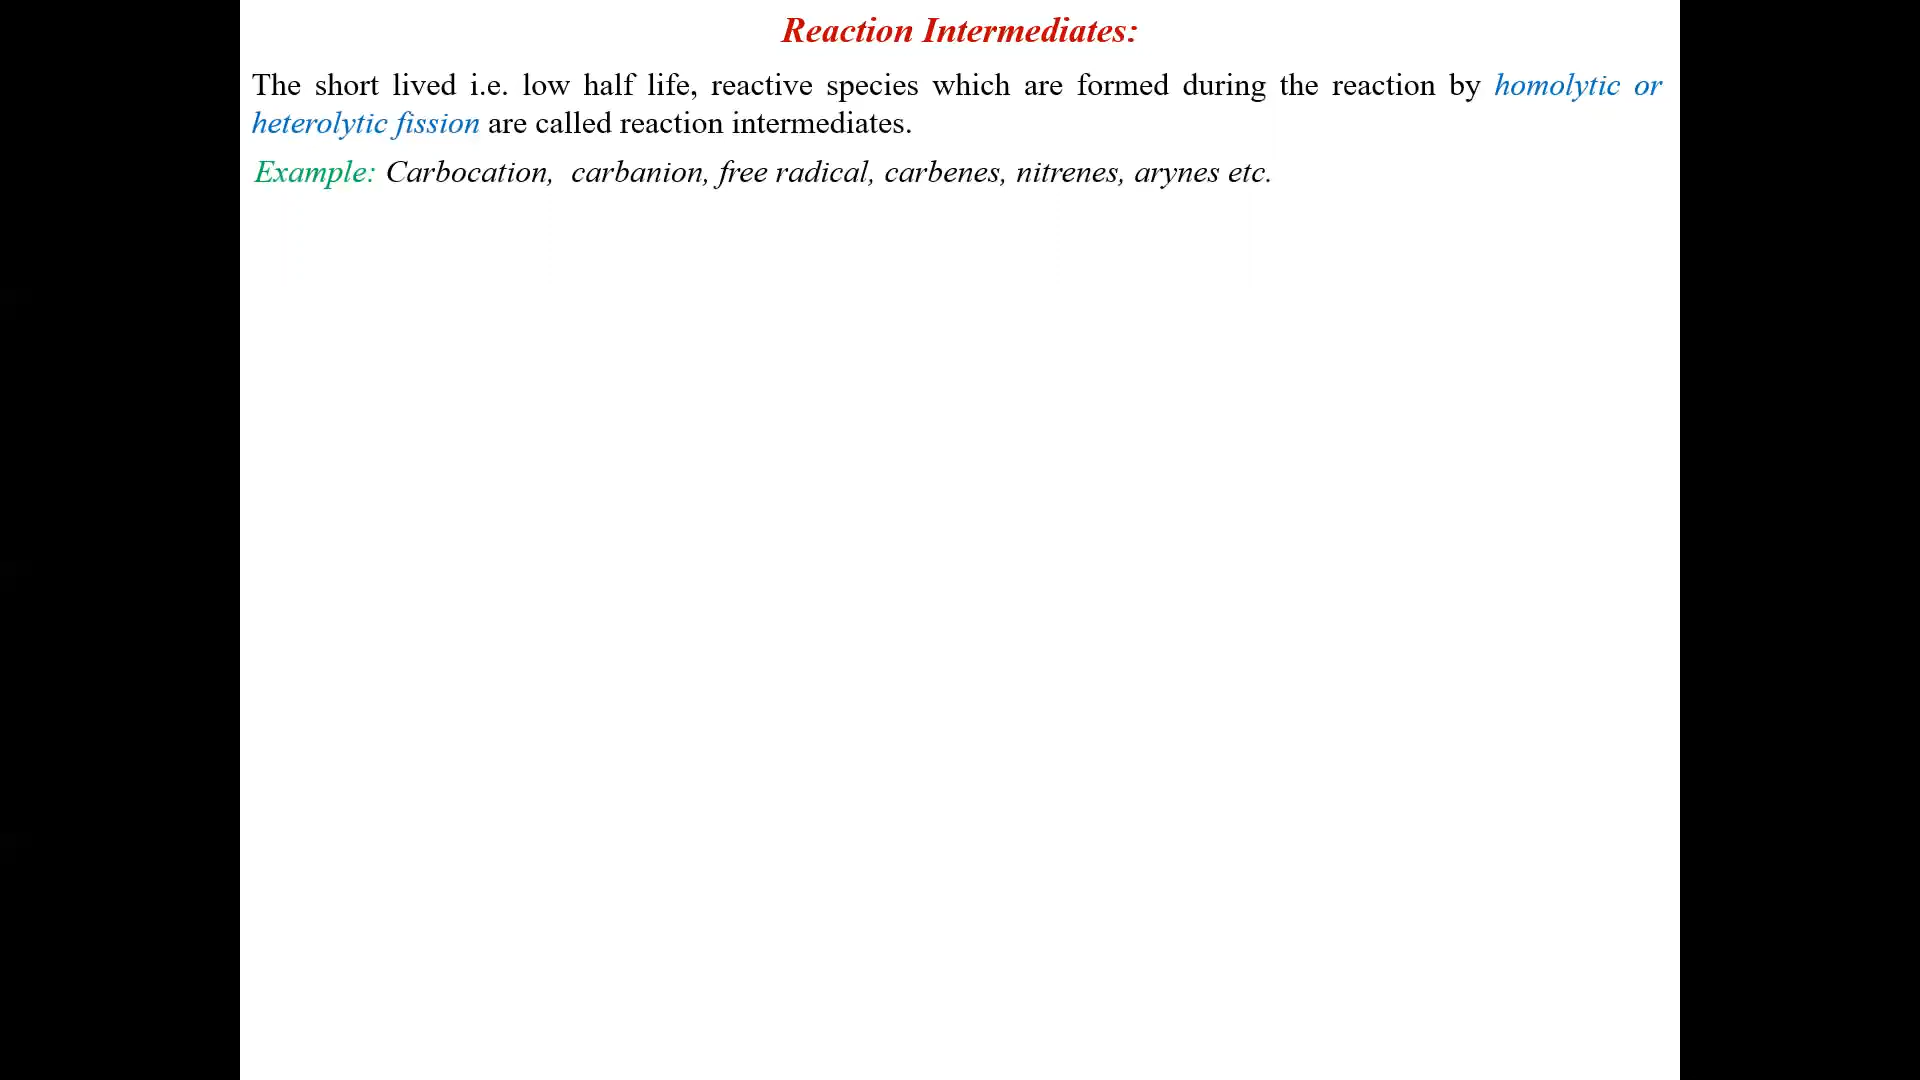 Reaction Intermediates:
The short lived i.e. low half life, reactive species which are formed during the reaction by homolytic or
heterolytic fission are called reaction intermediates.
Example: Carbocation, carbanion, free radical, carbenes, nitrenes, arynes etc.